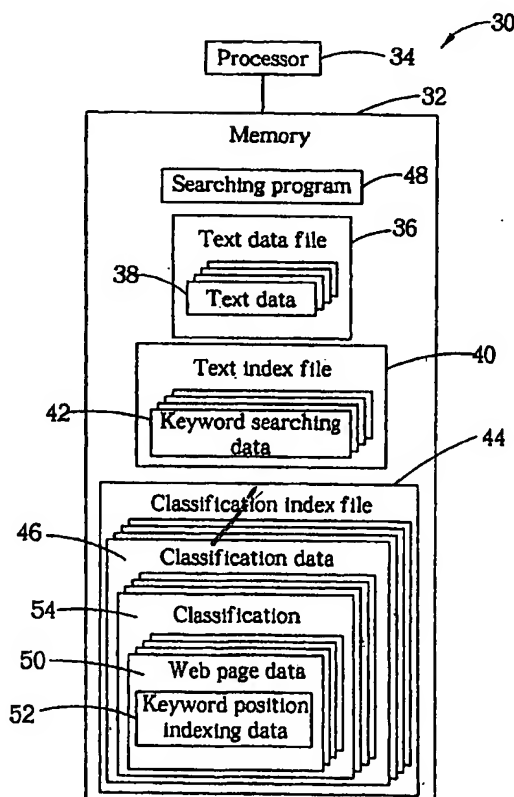 30
Processor
34
32
Memory
Searching program
48
Text data file
36
38
Text data
Text index file
40
42
Keyword searching
data
44
Classification index file
46
Classification data
54
Classification
50
Web page data
52
Keyword position
indexing data